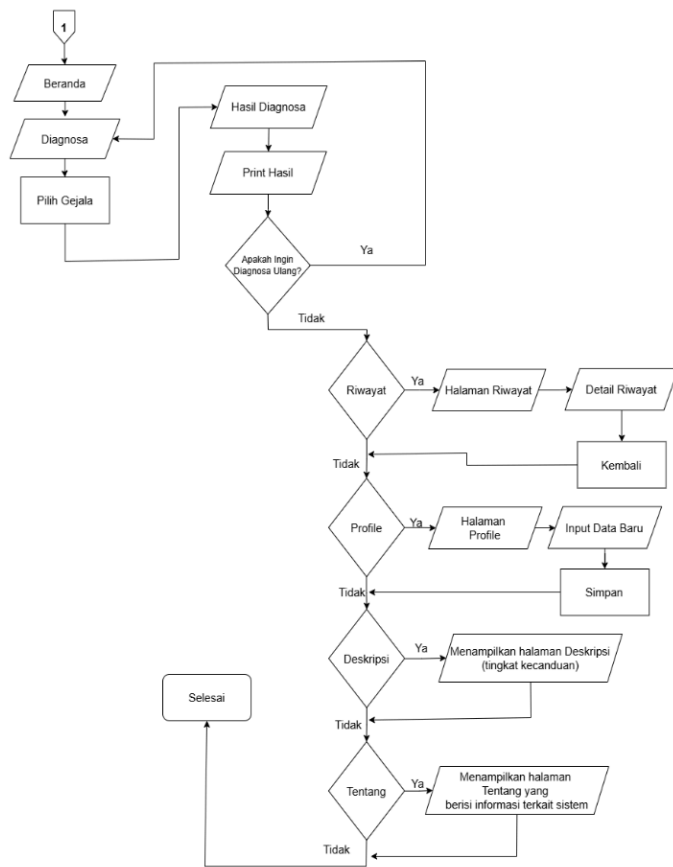 1
Beranda
Diagnosa
Pilih Gejala
Hasil Diagnosa
Print Hasil
Apakah Ingin
Diagnosa Ulang?
Ya
Tidak
Riwayat
Ya
Halaman Riwayat
Detail Riwayat
Kembali
Tidak
Profile
Ya
Halaman
Profile
Input Data Baru
Simpan
Tidak
Deskripsi
Ya
Menampilkan halaman Deskripsi
(tingkat kecanduan)
Selesai
Tidak
Tentang
Ya
Menampilkan halaman
Tentang yang
berisi informasi terkait sistem
Tidak